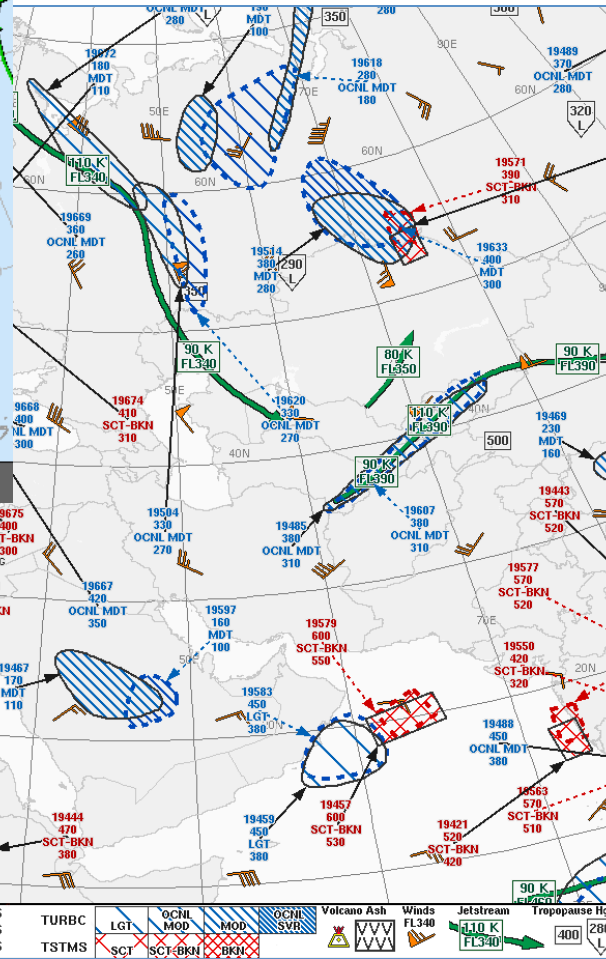 OCNL MDT
280
L
190
MDT
100
350
280
500
19672
180
MDT
110
90E
19489
370
OCNL MDT
280
19618
280
OCNL MDT
180
50E
70E
320
L
60N
110 K
FL340
60N
60N
19571
390
SCT-BKN
310
19669
360
OCNL MDT
260
19514
380
MDT
280
290
L
19633
400
MDT
300
350
90 K
FL340
80 K
FL350
90 K
FL390
50E
19674
410
SCT-BKN
310
19620
330
OCNL MDT
270
110 K
FL390
40N
9668
400
NL MDT
300
19469
230
MDT
160
500
40N
90 K
FL390
19443
570
SCT-BKN
520
9675
400
T-BKN
300
19504
330
OCNL MDT
270
19485
380
OCNL MDT
310
19607
380
OCNL MDT
310
19577
570
SCT-BKN
520
19667
420
OCNL MDT
350
KN
19597
160
MDT
100
19579
600
SCT-BKN
550
70E
19550
420
SCT-BKN
320
50E
20N
19467
170
MDT
110
19583
450
LGT
380
19488
450
OCNL MDT
380
19444
470
SCT-BKN
380
19459
450
LGT
380
19457
600
SCT-BKN
530
19421
520
SCT-BKN
420
19563
570
SCT-BKN
510
90 K
FL460
S
S
S
TURBC
LGT
OCNL
MOD
MOD
OCNL
SVR
TSTMS
SCT
SCT-BKN
BKN
Volcano Ash
Winds
FL340
Jetstream
110 K
FL340
Tropopause He
400
280
L